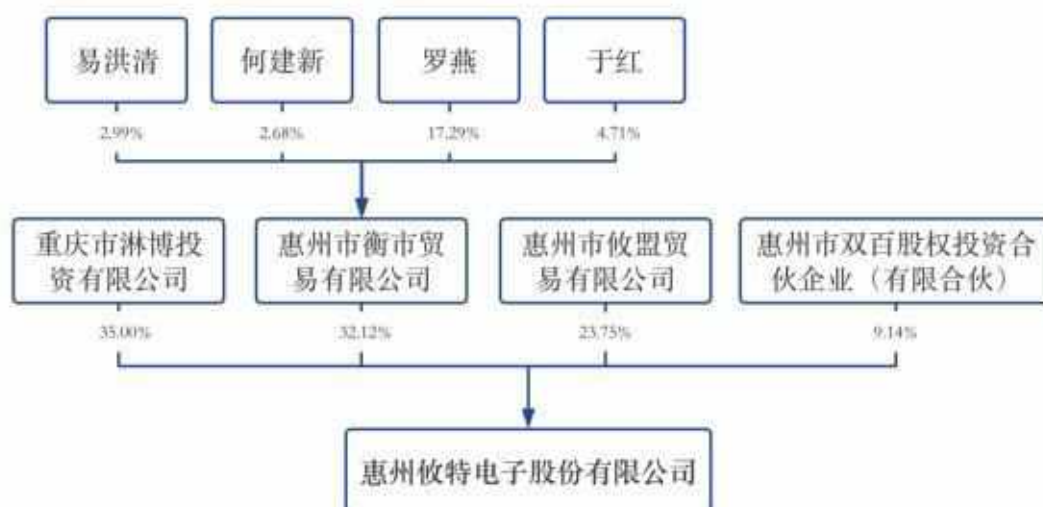 易洪清
何建新
罗燕
于红
2.99%
2.68%
17.29%
4.71%
重庆市淋博投
资有限公司
惠州市衡市贸
易有限公司
惠州市攸盟贸
易有限公司
惠州市双百股权投资合
伙企业（有限合伙）
35.00%
32.12%
23.75%
9.14%
惠州攸特电子股份有限公司